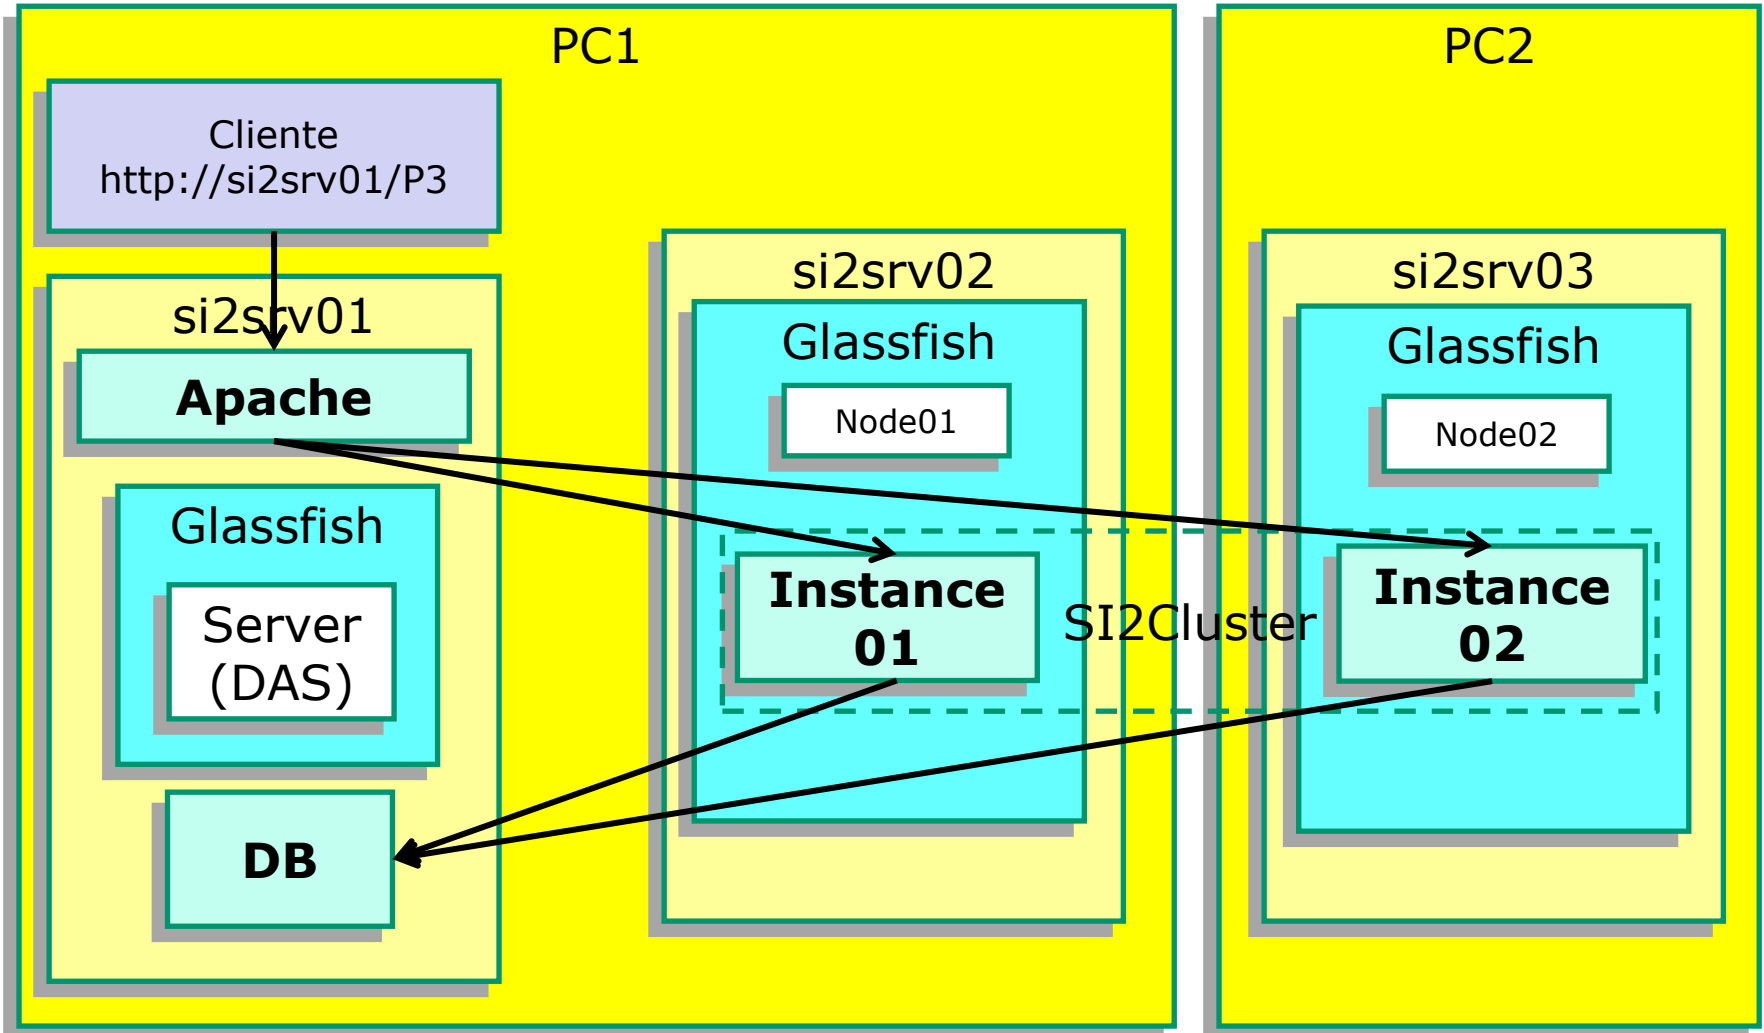 PC1
Cliente
http://si2srv01/P3
si2srv01
Apache
Glassfish
Server
(DAS)
DB
si2srv02
Glassfish
Node01
Instance
01
SI2Cluster
PC2
si2srv03
Glassfish
Node02
Instance
02